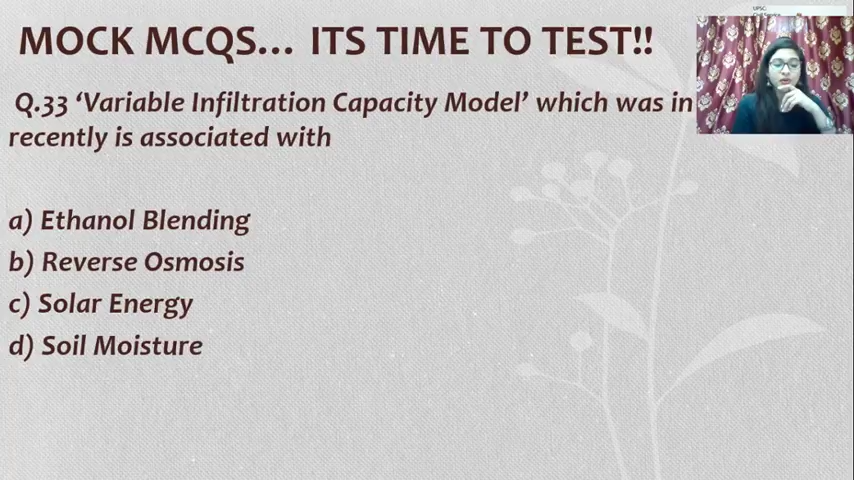 MOCK MCQS... ITS TIME TO TEST!!
UPSC
Q.33 ‘Variable Infiltration Capacity Model’ which was in
recently is associated with
a) Ethanol Blending
b) Reverse Osmosis
c) Solar Energy
d) Soil Moisture